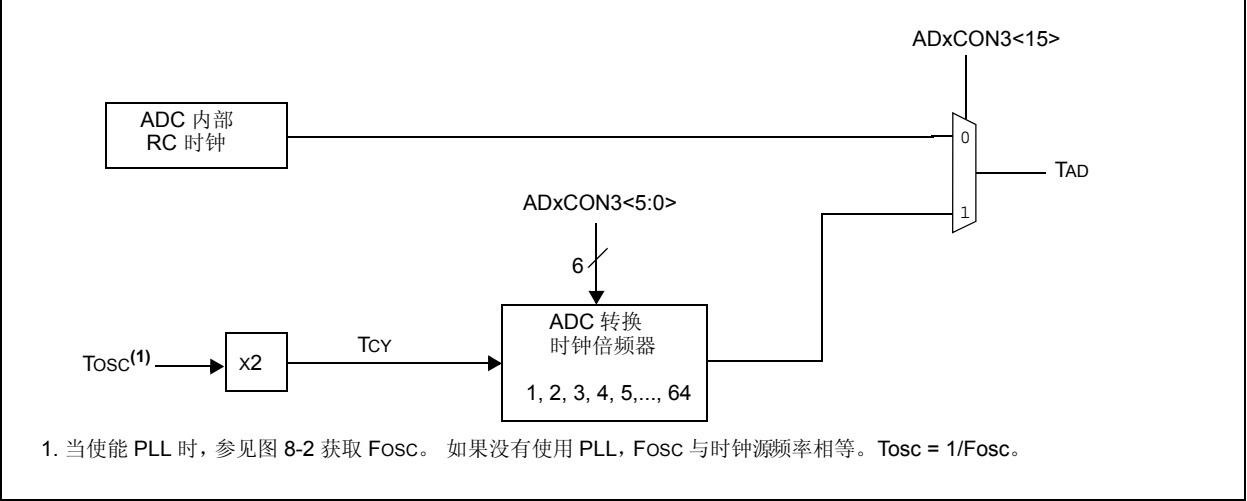 ADxCON3<15>
ADC 内部
RC 时钟
0
TAD
ADxCON3<5:0>
1
6
ADC 转换
时钟倍频器
TOSC(1)
X2
TCY
1, 2, 3, 4, 5,..., 64
1. 当使能 PLL 时，参见图 8-2 获取 FOSC。 如果没有使用 PLL，FOSC 与时钟源频率相等。Tosc = 1/Fosc。